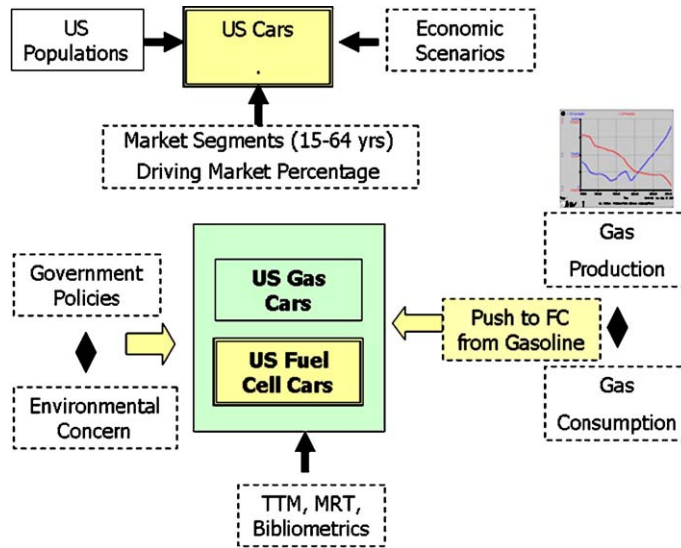 US
Populations
US Cars
.
Economic
Scenarios
Market Segments (15-64 yrs)
Driving Market Percentage
Gas
Production
Government
Policies
US Gas
Cars
Push to FC
from Gasoline
US Fuel
Cell Cars
Environmental
Concern
Gas
Consumption
TTM, MRT,
Bibliometrics